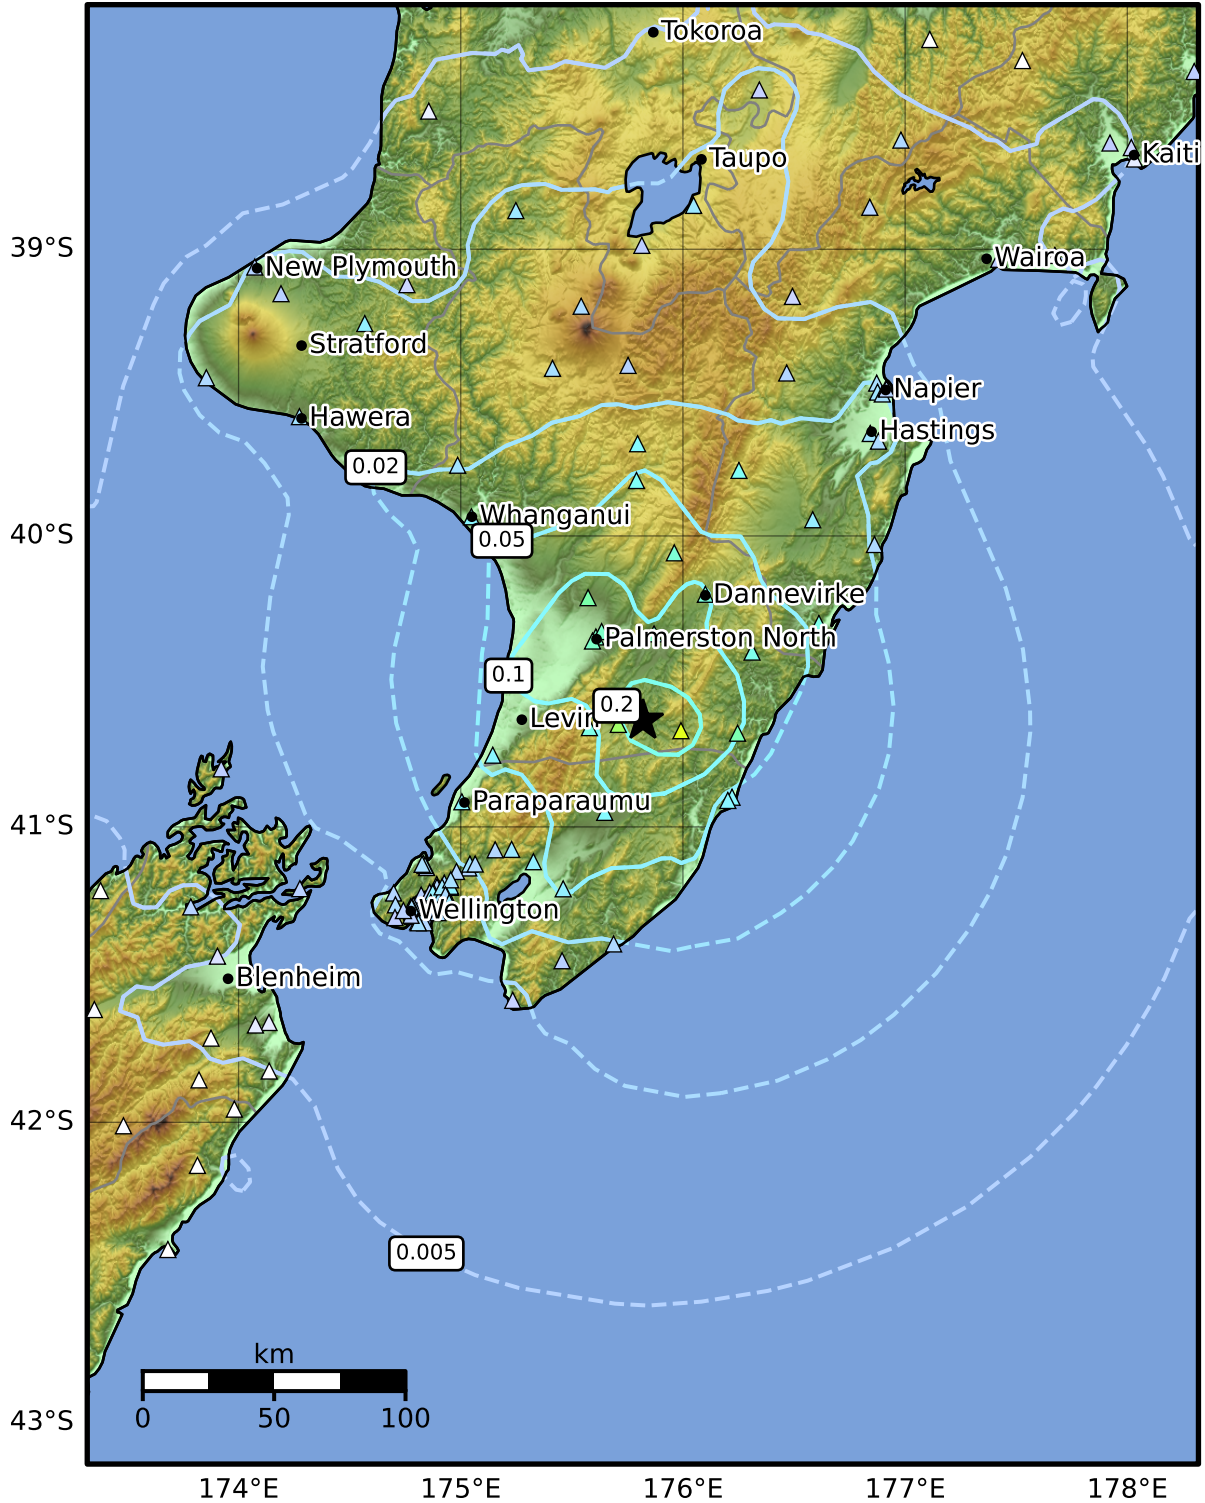 Tokoroa
Taupo
Kaiti
39°S
New Plymouth
Wairoa
Stratford
Napier
Hawera
Hastings
0.02
Whanganui
40°S
0.05
Dannevirke
Palmerston North
0.1
0.2
Levin
Paraparaumu
41°S
Wellington
Blenheim
42°S
0.005
km
0 50 100
43°S
174°E 175°E 176°E 177°E 178°E